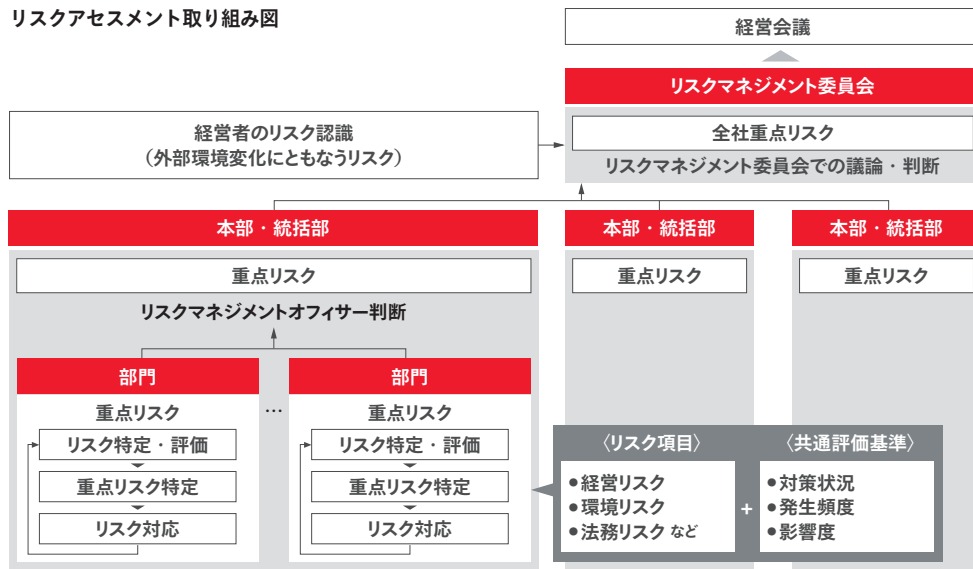 リスクアセスメント取り組み図
経営会議
リスクマネジメント委員会
経営者のリスク認識
（外部環境変化にともなうリスク）
全社重点リスク
リスクマネジメント委員会での議論・判断
本部・統括部
本部・統括部
本部・統括部
重点リスク
重点リスク
重点リスク
リスクマネジメントオフィサー判断
部門
…
部門
重点リスク
リスク特定・評価
重点リスク特定
リスク対応
重点リスク
リスク特定・評価
重点リスク特定
リスク対応
〈リスク項目〉
●経営リスク
●環境リスク
●法務リスク など
+
〈共通評価基準〉
●対策状況
●発生頻度
●影響度